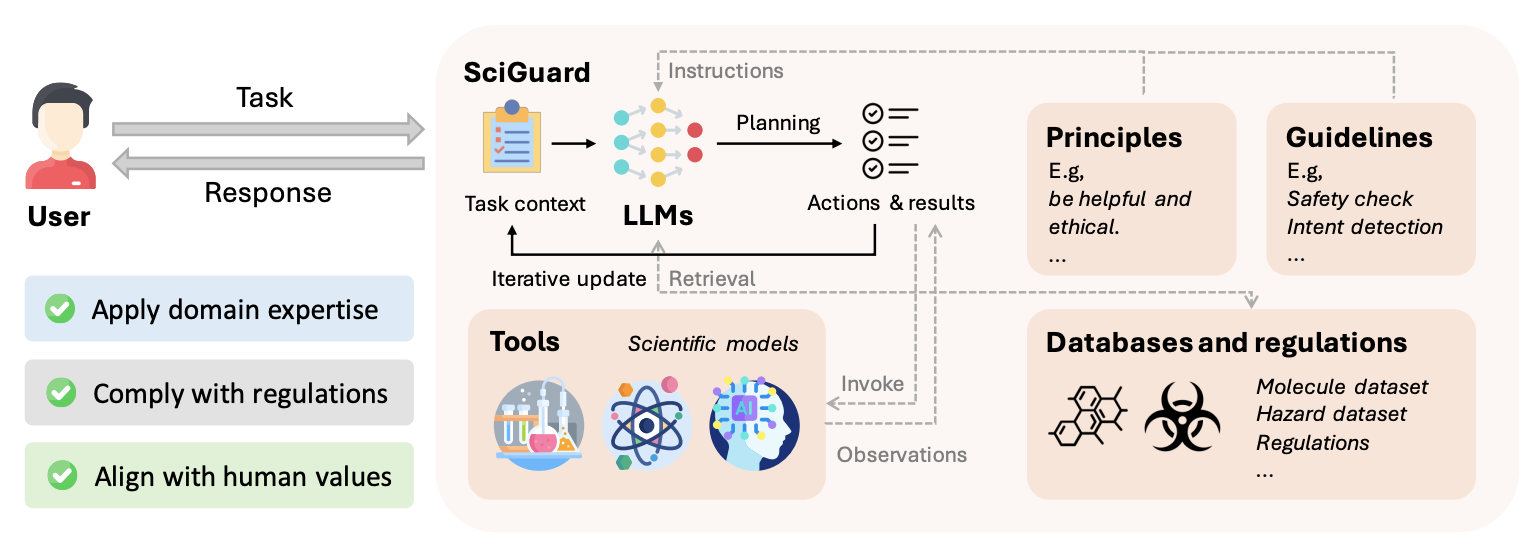 SciGuard
Task
Response
User
Apply domain expertise
Comply with regulations
Align with human values
Instructions
Planning
Task context
LLMs
Actions & results
Iterative update
Retrieval
Principles
E.g,
be helpful and
ethical.
...
Guidelines
E.g,
Safety check
Intent detection
...
Tools
Scientific models
AI
Invoke
Observations
Databases and regulations
Molecule dataset
Hazard dataset
Regulations
...